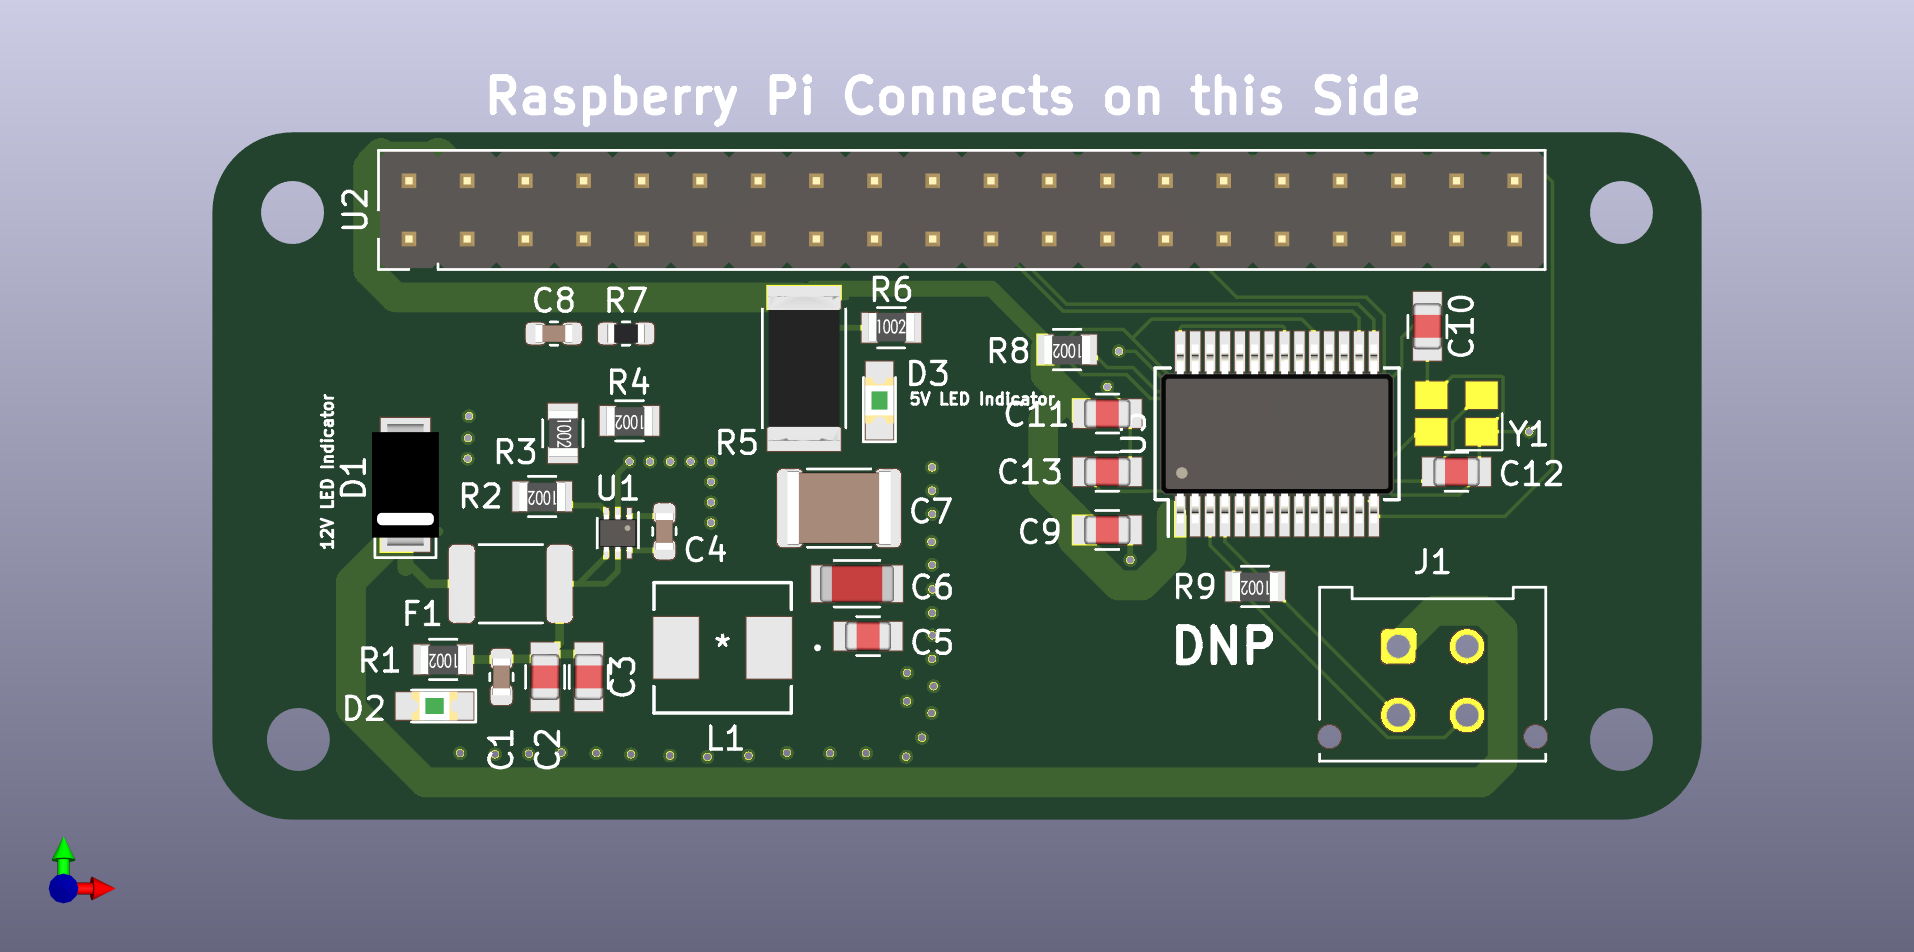 Raspberry Pi Connects on this Side
U2
C8
R7
R6
1002
C10
R8
1002
R4
1002
D3
5V LED Indicator
C11
R3
1002
R5
12V LED Indicator
D1
Y1
C13
C12
R2
1002
U1
C7
C9
C4
J1
C6
R9
1002
F1
DNP
C5
*
R1
1002
C3
D2
L1
C1
C2